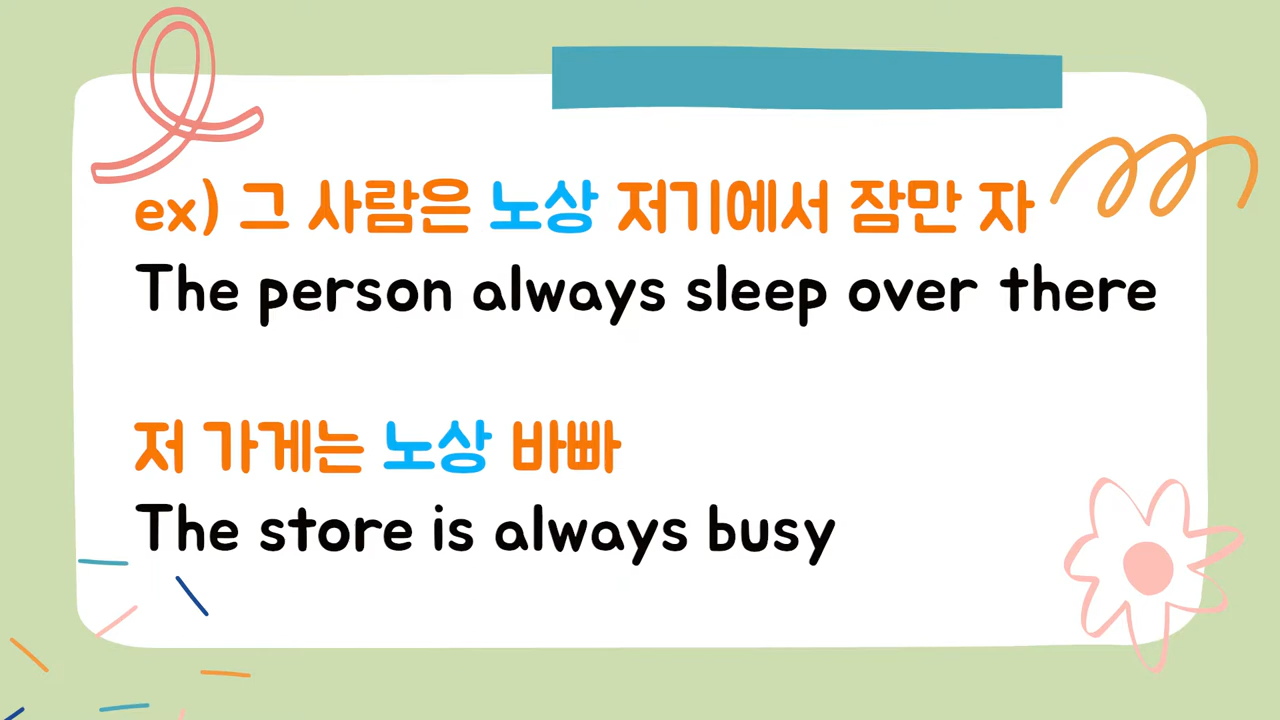 ex) 그 사람은 노상 저기에서 잠만 자
The person always sleep over there
저 가게는 노상 바빠
The store is always busy